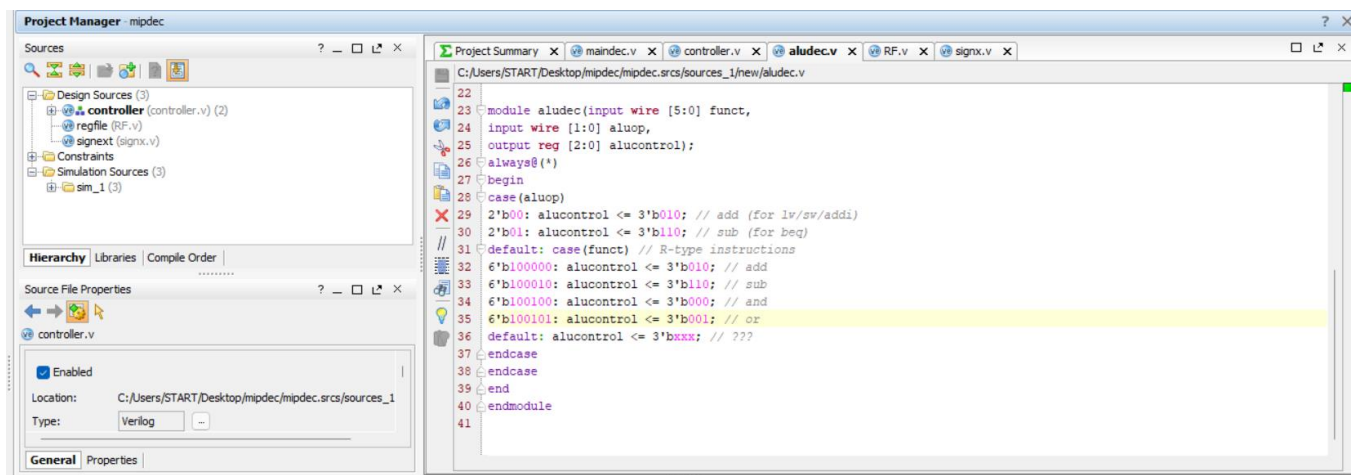 Project Manager - mipdec
? ×
Sources
? _ □ ×
Design Sources (3)
controller (controller.v) (2)
regfile (RF.v)
signext (signx.v)
Constraints
Simulation Sources (3)
sim_1 (3)
Hierarchy Libraries Compile Order
Source File Properties
? _ □ ×
controller.v
Enabled
Location: C:/Users/START/Desktop/mipdec/mipdec.srcs/sources_1
Type: Verilog ...
General Properties
Σ Project Summary × maindec.v × controller.v × aludec.v × RF.v × signx.v ×
C:/Users/START/Desktop/mipdec/mipdec.srcs/sources_1/new/aludec.v
22
23 module aludec(input wire [5:0] funct,
24 input wire [1:0] aluop,
25 output reg [2:0] alucontrol);
26 always@(*)
27 begin
28 case(aluop)
29 2'b00: alucontrol <= 3'b010; // add (for lw/sw/addi)
30 2'b01: alucontrol <= 3'b110; // sub (for beq)
31 default: case(funct) // R-type instructions
32 6'b100000: alucontrol <= 3'b010; // add
33 6'b100010: alucontrol <= 3'b110; // sub
34 6'b100100: alucontrol <= 3'b000; // and
35 6'b100101: alucontrol <= 3'b001; // or
36 default: alucontrol <= 3'bxxx; // ???
37 endcase
38 endcase
39 end
40 endmodule
41